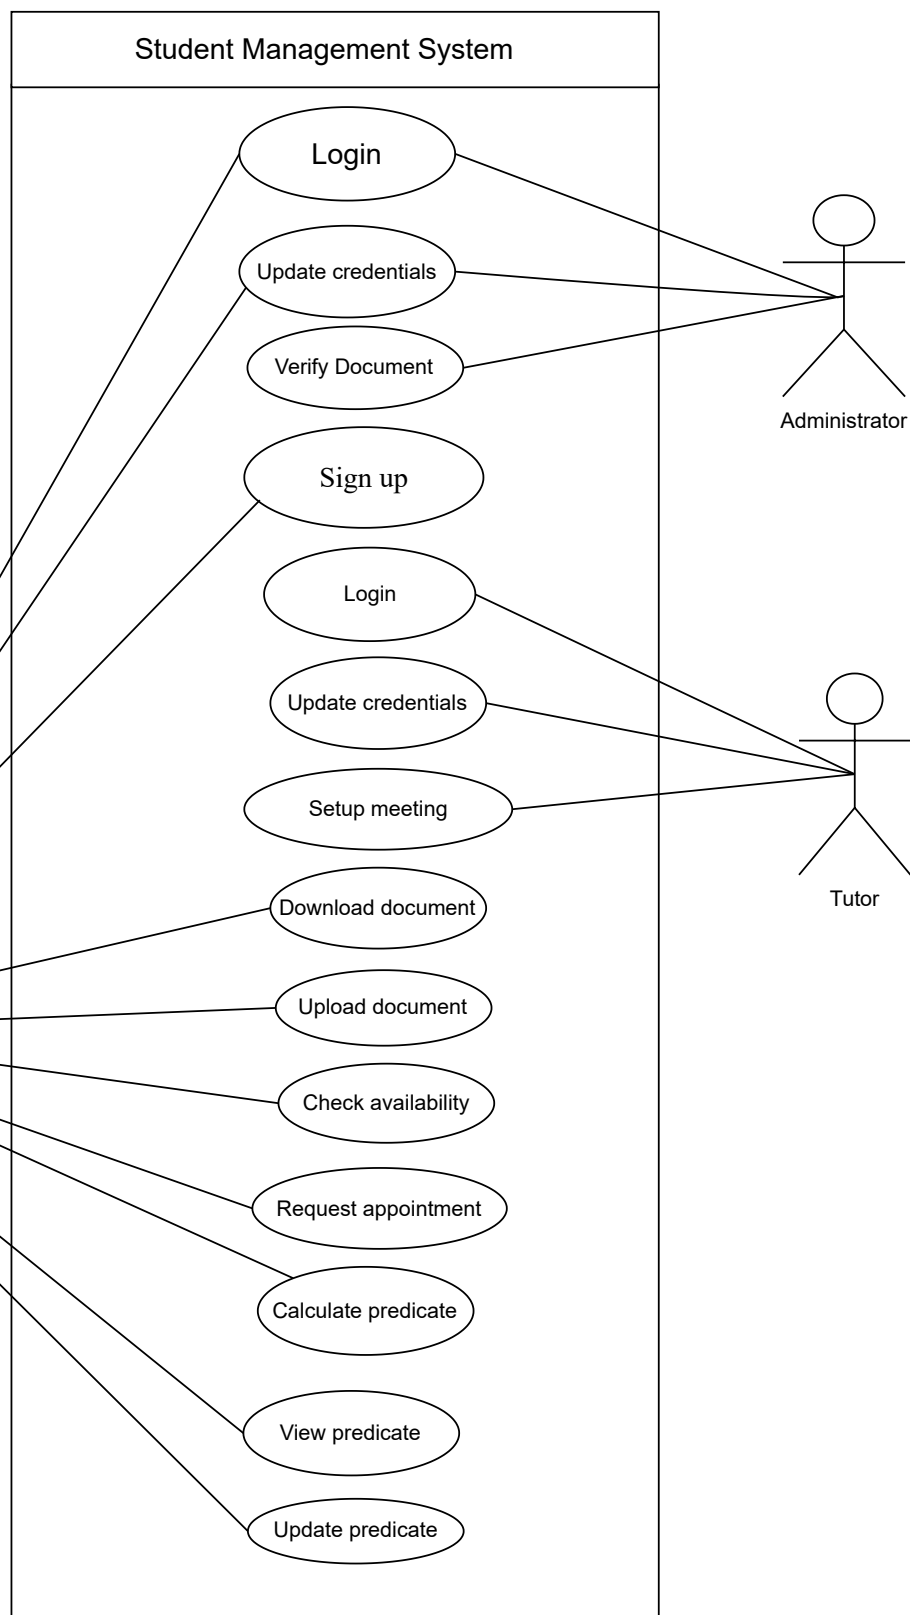 Student Management System
Login
Update credentials
Verify Document
Administrator
Sign up
Login
Update credentials
Setup meeting
Tutor
Download document
Upload document
Check availability
Request appointment
Calculate predicate
View predicate
Update predicate